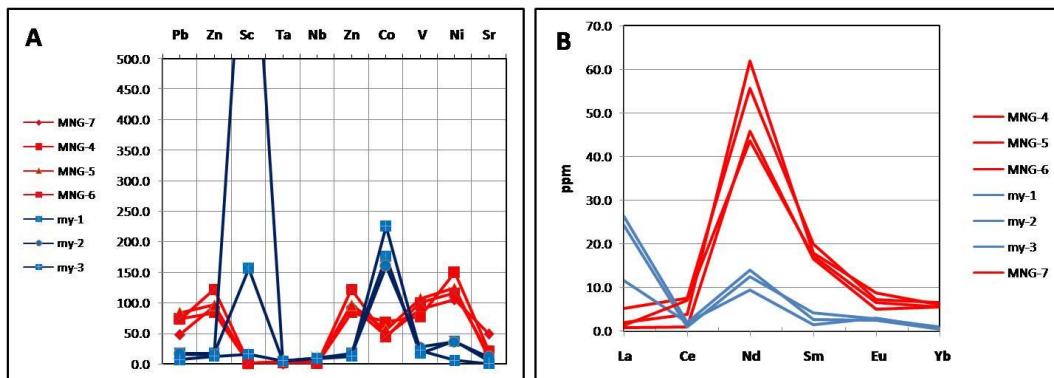 A
Pb Zn Sc Ta Nb Zn Co V Ni Sr
500.0
450.0
400.0
350.0
300.0
250.0
200.0
150.0
100.0
50.0
0.0
MNG-7
MNG-4
MNG-5
MNG-6
my-1
my-2
my-3
B
ppm
70.0
60.0
50.0
40.0
30.0
20.0
10.0
0.0
La Ce Nd Sm Eu Yb
MNG-4
MNG-5
MNG-6
my-1
my-2
my-3
MNG-7